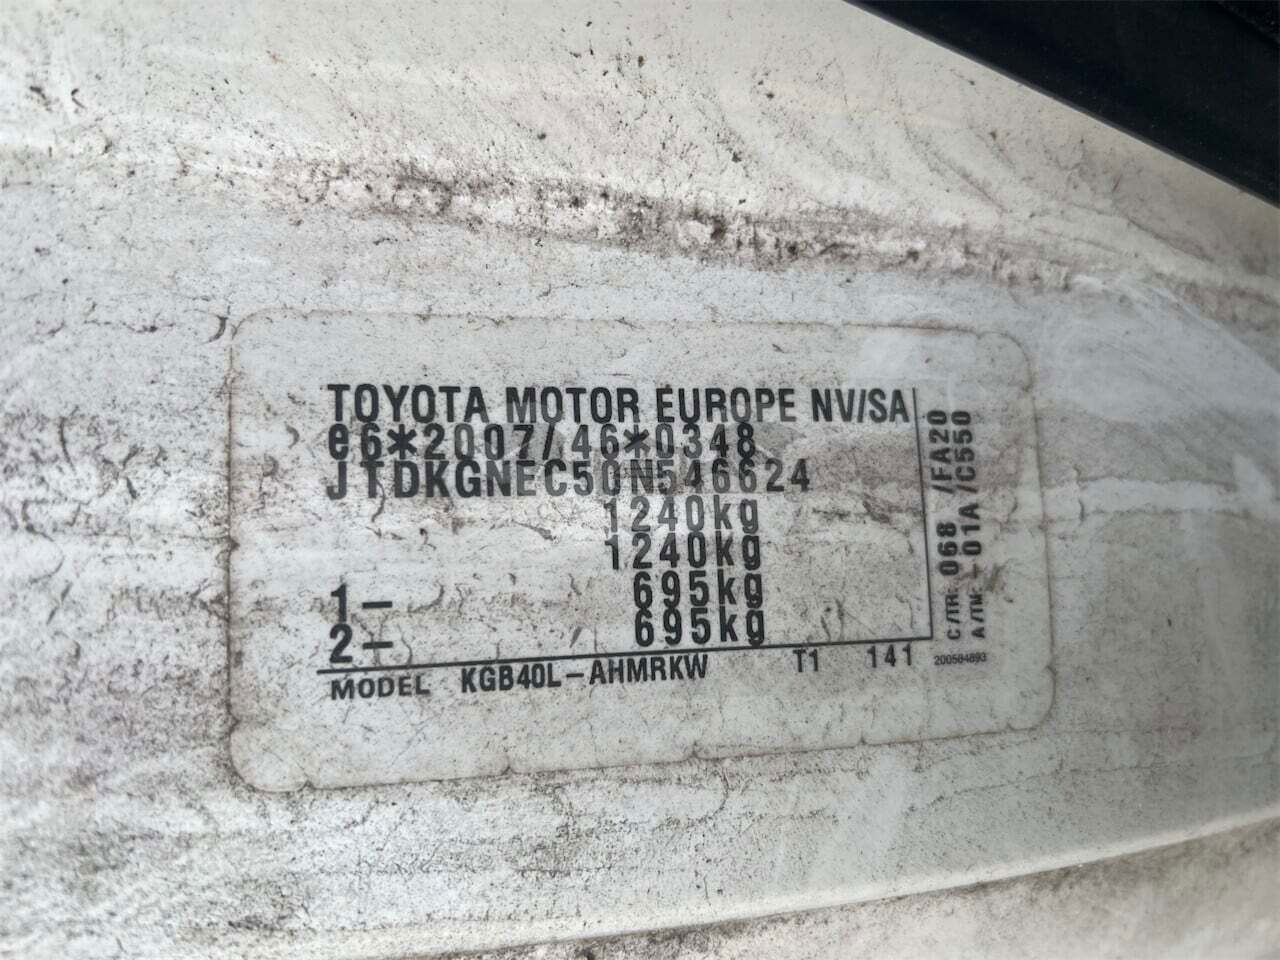 TOYOTA MOTOR EUROPE NV/SA
e6*2007/46*0348
JTDKGNEC50N546624
1240kg
1240kg
1- 695kg
2- 695kg
MODEL KGB40L-AHMRKW T1 141
C/TR: 068 /FA20
A/TM: -01A /C550
200584893